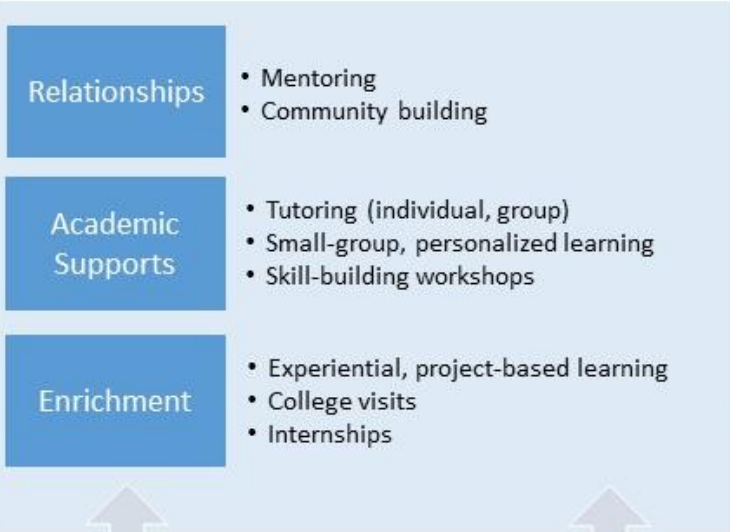 Relationships
• Mentoring
• Community building
Academic
Supports
• Tutoring (individual, group)
• Small-group, personalized learning
• Skill-building workshops
Enrichment
• Experiential, project-based learning
• College visits
• Internships